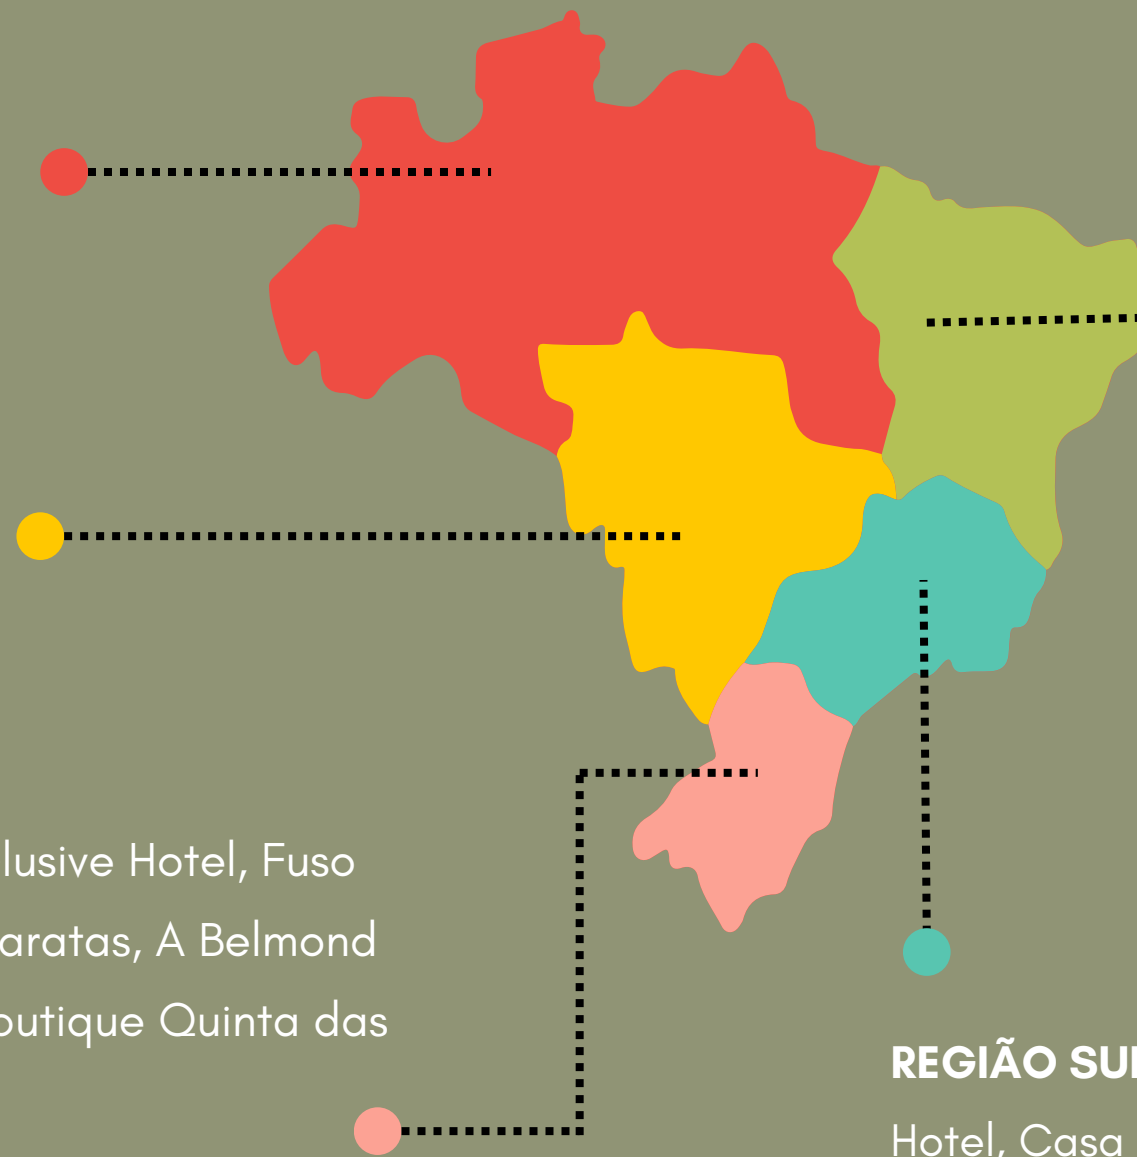 lusive Hotel, Fuso
aratas, A Belmond
outique Quinta das
REGIÃO SU
Hotel, Casa